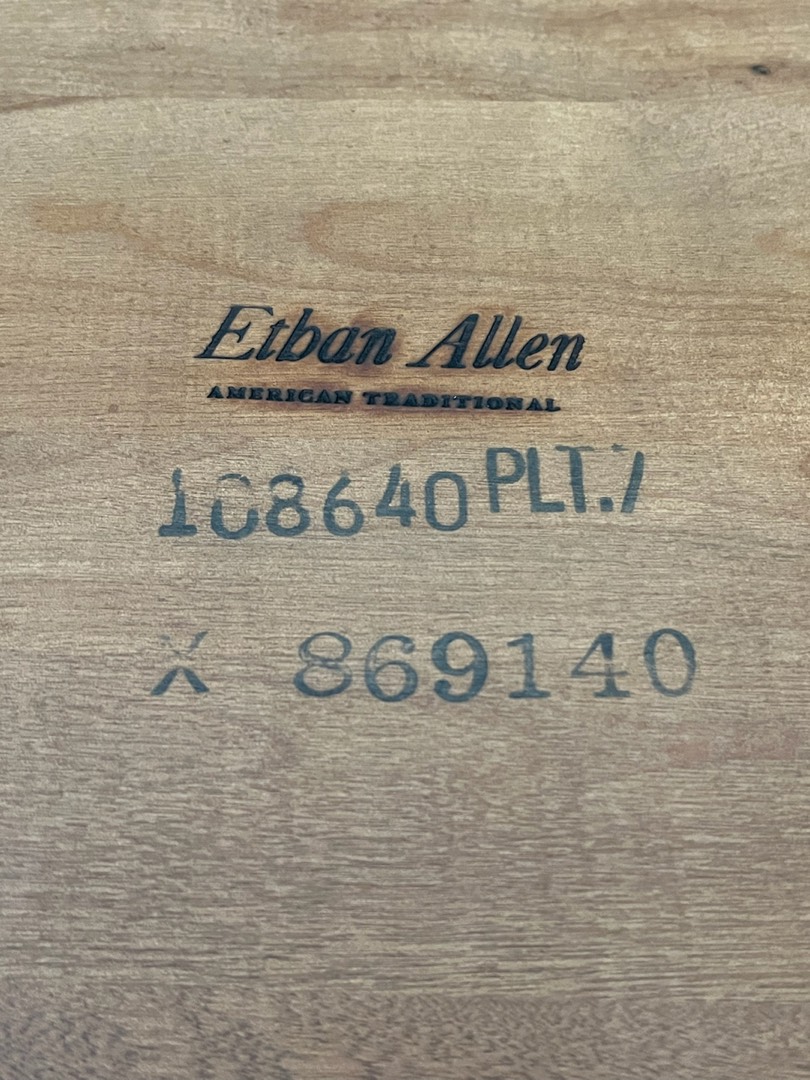 Ethan Allen
AMERICAN TRADITIONAL
108640 PLT.7
X 869140